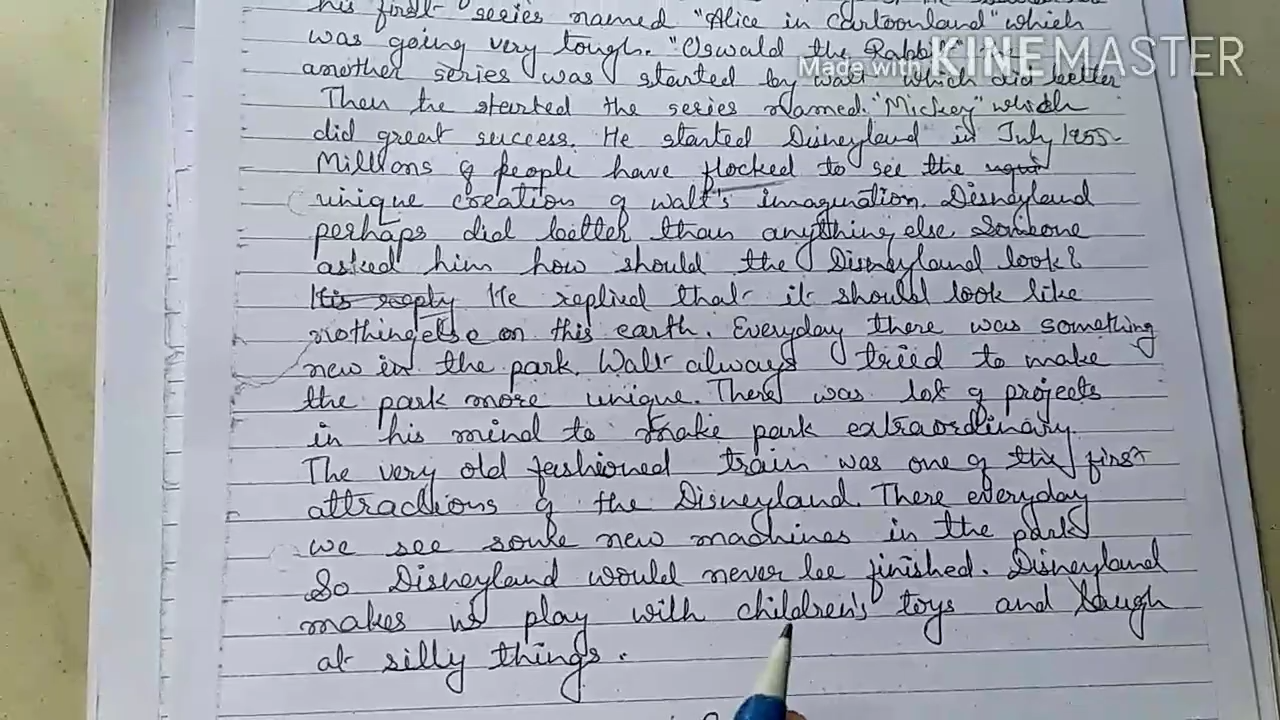 his first series named "Alice in Cartoonland" which
was going very tough. "Oswald the
Made with KINEMASTER
another series was started by walt which did better
Then he started the series named "Mickey" which
did great success. He started Disneyland in July 1955.
Millions of people have flocked to see the
unique creation of walt's imagination. Disneyland
perhaps did better than anything else. Someone
asked him how should the Disneyland look?
His reply He replied that it should look like
nothing else on this earth. Everyday there was something
new in the park. Walt always tried to make
the park more unique. There was lot of projects
in his mind to make park extraordinary.
The very old fashioned train was one of the first
attractions of the Disneyland. There everyday
we see some new machines in the park
So Disneyland would never be finished. Disneyland
makes us play with children's toys and laugh
at silly things.